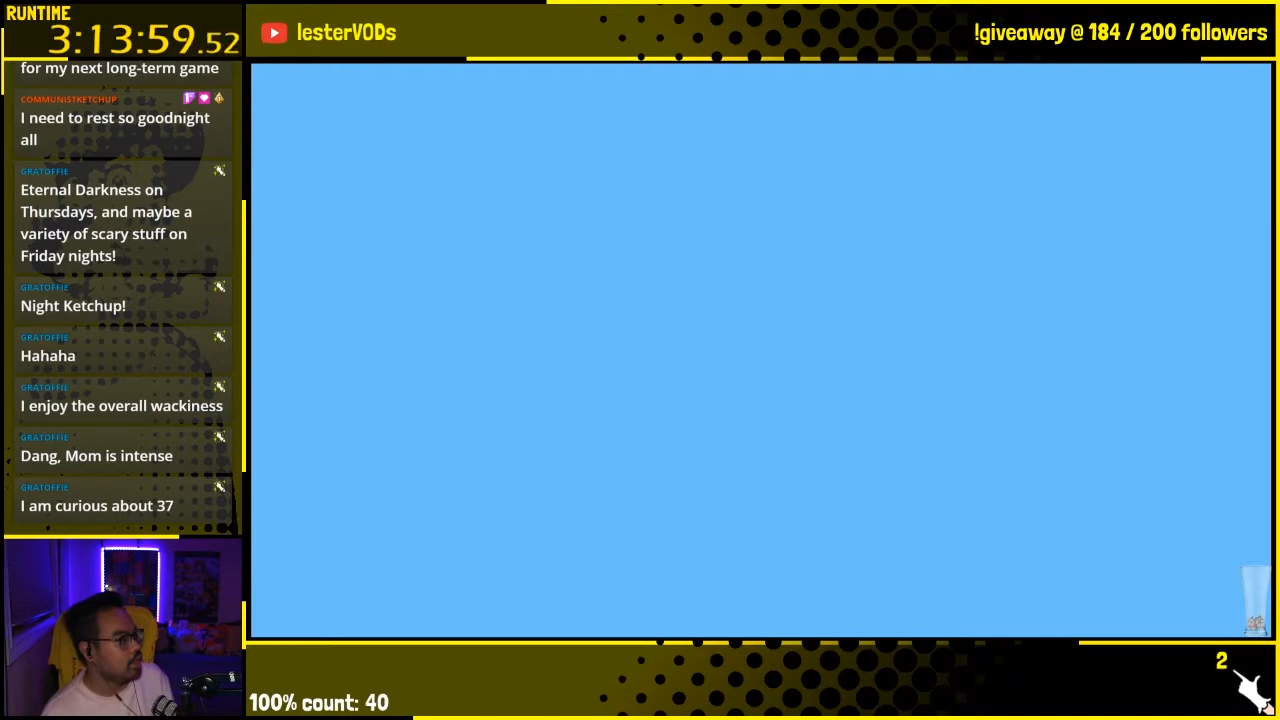 RUNTIME
3:13:59.52
lesterVODs
!giveaway @ 184 / 200 followers
for my next long-term game
COMMUNISTKETCHUP
I need to rest so goodnight
all
GRATOFFIE
Eternal Darkness on
Thursdays, and maybe a
variety of scary stuff on
Friday nights!
GRATOFFIE
Night Ketchup!
GRATOFFIE
Hahaha
GRATOFFIE
I enjoy the overall wackiness
GRATOFFIE
Dang, Mom is intense
GRATOFFIE
I am curious about 37
2
100% count: 40